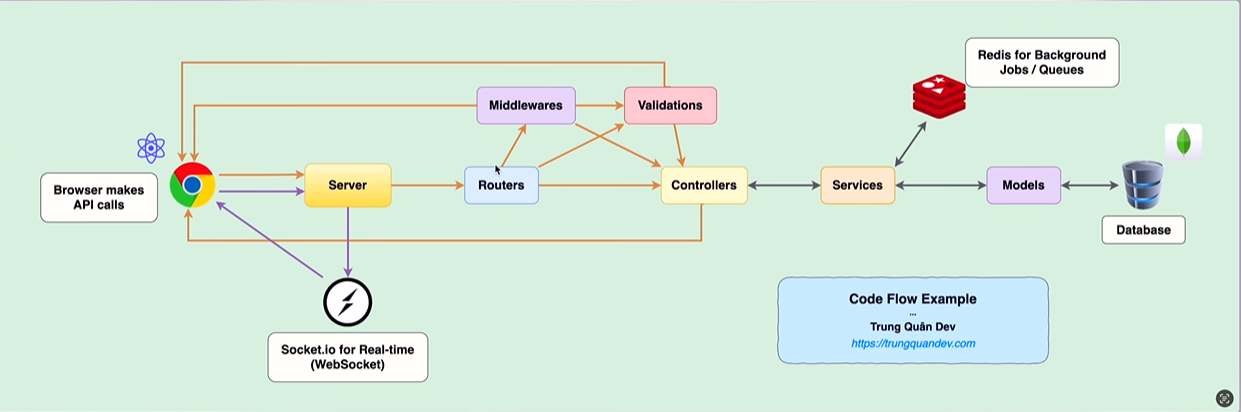 Redis for Background
Jobs / Queues
Middlewares
Validations
Browser makes
API calls
Server
Routers
Controllers
Services
Models
Database
Socket.io for Real-time
(WebSocket)
Code Flow Example
...
Trung Quân Dev
https://trungquandev.com